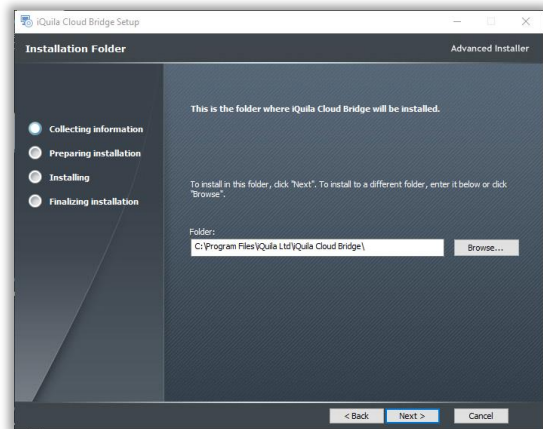 iQuila Cloud Bridge Setup
Installation Folder
Advanced Installer
Collecting information
Preparing installation
Installing
Finalizing installation
This is the folder where iQuila Cloud Bridge will be installed.
To install in this folder, click "Next". To install to a different folder, enter it below or click
"Browse".
Folder:
C:\Program Files\iQuila Ltd\iQuila Cloud Bridge\
Browse...
< Back
Next >
Cancel